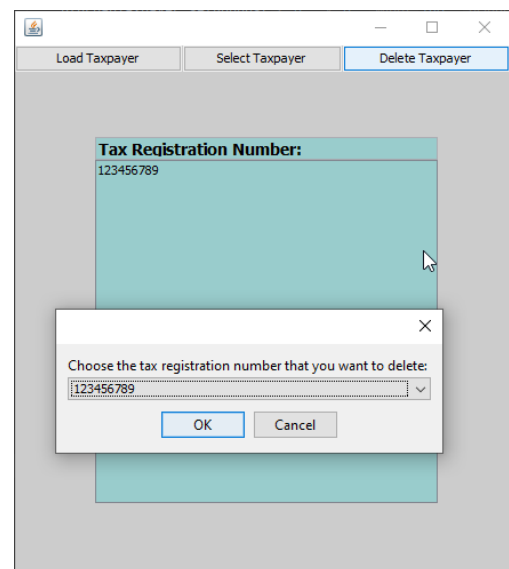 Load Taxpayer
Select Taxpayer
Delete Taxpayer
Tax Registration Number:
123456789
Choose the tax registration number that you want to delete:
123456789
OK
Cancel